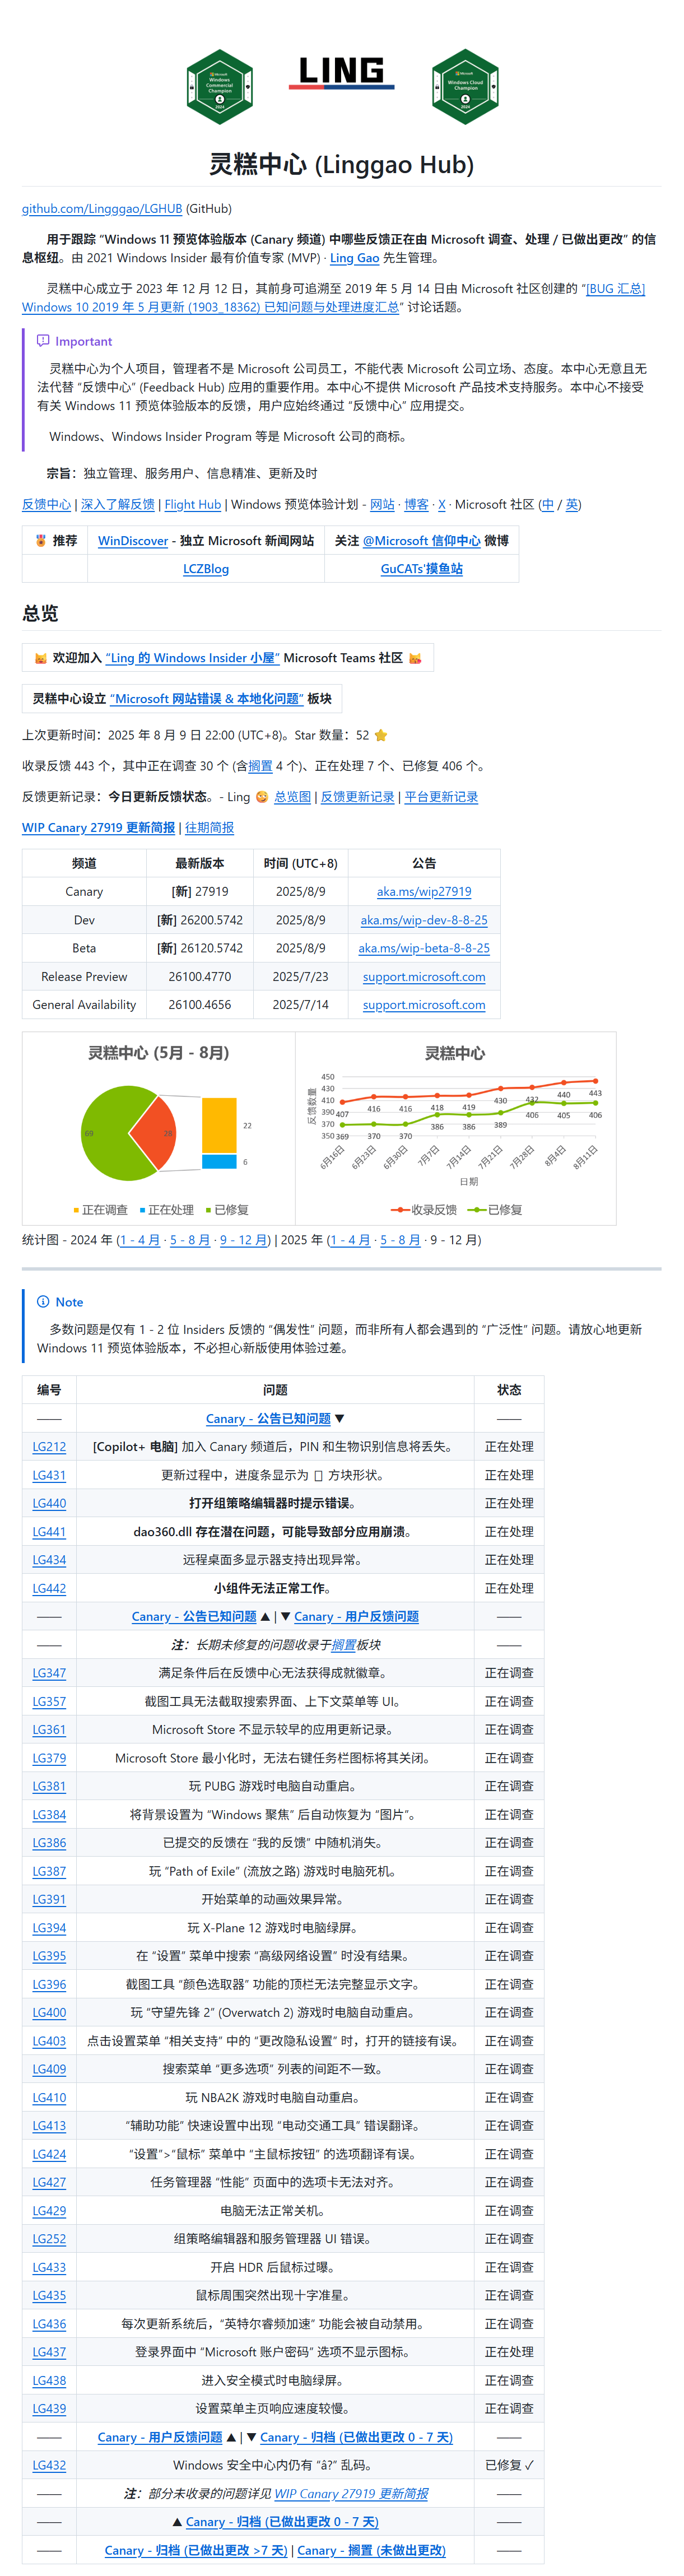 Microsoft
Windows
Commercial
Champion
2024
LING
Microsoft
Windows Cloud
Champion
2024
灵糕中心 (Linggao Hub)
github.com/Lingggao/LGHUB (GitHub)
用于跟踪 “Windows 11 预览体验版本 (Canary 频道) 中哪些反馈正在由 Microsoft 调查、处理 / 已做出更改” 的信
息枢纽。由 2021 Windows Insider 最有价值专家 (MVP) · Ling Gao 先生管理。
灵糕中心成立于 2023 年 12 月 12 日，其前身可追溯至 2019 年 5 月 14 日由 Microsoft 社区创建的 “[BUG 汇总]
Windows 10 2019 年 5 月更新 (1903_18362) 已知问题与处理进度汇总” 讨论话题。
Important
灵糕中心为个人项目，管理者不是 Microsoft 公司员工，不能代表 Microsoft 公司立场、态度。本中心无意且无
法代替 “反馈中心” (Feedback Hub) 应用的重要作用。本中心不提供 Microsoft 产品技术支持服务。本中心不接受
有关 Windows 11 预览体验版本的反馈，用户应始终通过 “反馈中心” 应用提交。
Windows、Windows Insider Program 等是 Microsoft 公司的商标。
宗旨：独立管理、服务用户、信息精准、更新及时
反馈中心 | 深入了解反馈 | Flight Hub | Windows 预览体验计划 - 网站 · 博客 · X · Microsoft 社区 (中 / 英)
🏅 推荐 WinDiscover - 独立 Microsoft 新闻网站 关注 @Microsoft 信仰中心 微博
LCZBlog GuCATs'摸鱼站
总览
欢迎加入 “Ling 的 Windows Insider 小屋” Microsoft Teams 社区
灵糕中心设立 “Microsoft 网站错误 & 本地化问题” 板块
上次更新时间：2025 年 8 月 9 日 22:00 (UTC+8)。Star 数量：52 ⭐
收录反馈 443 个，其中正在调查 30 个 (含搁置 4 个)、正在处理 7 个、已修复 406 个。
反馈更新记录：今日更新反馈状态。- Ling 总览图 | 反馈更新记录 | 平台更新记录
WIP Canary 27919 更新简报 | 往期简报
频道 最新版本 时间 (UTC+8) 公告
Canary [新] 27919 2025/8/9 aka.ms/wip27919
Dev [新] 26200.5742 2025/8/9 aka.ms/wip-dev-8-8-25
Beta [新] 26120.5742 2025/8/9 aka.ms/wip-beta-8-8-25
Release Preview 26100.4770 2025/7/23 support.microsoft.com
General Availability 26100.4656 2025/7/14 support.microsoft.com
灵糕中心 (5月 - 8月)
69 28 22 6
正在调查 正在处理 已修复
灵糕中心
反馈数量
450
430
410
390
370
350
407 416 416 418 419 430 432 440 443
369 370 370 386 386 389 406 405 406
6月16日 6月23日 6月30日 7月7日 7月14日 7月21日 7月28日 8月4日 8月11日
日期
收录反馈 已修复
统计图 - 2024 年 (1 - 4 月 · 5 - 8 月 · 9 - 12 月) | 2025 年 (1 - 4 月 · 5 - 8 月 · 9 - 12 月)
Note
多数问题是仅有 1 - 2 位 Insiders 反馈的 “偶发性” 问题，而非所有人都会遇到的 “广泛性” 问题。请放心地更新
Windows 11 预览体验版本，不必担心新版使用体验过差。
编号 问题 状态
—— Canary - 公告已知问题 ▼ ——
LG212 [Copilot+ 电脑] 加入 Canary 频道后，PIN 和生物识别信息将丢失。 正在处理
LG431 更新过程中，进度条显示为 ▯ 方块形状。 正在处理
LG440 打开组策略编辑器时提示错误。 正在处理
LG441 dao360.dll 存在潜在问题，可能导致部分应用崩溃。 正在处理
LG434 远程桌面多显示器支持出现异常。 正在处理
LG442 小组件无法正常工作。 正在处理
—— Canary - 公告已知问题 ▲ | ▼ Canary - 用户反馈问题 ——
—— 注：长期未修复的问题收录于搁置板块 ——
LG347 满足条件后在反馈中心无法获得成就徽章。 正在调查
LG357 截图工具无法截取搜索界面、上下文菜单等 UI。 正在调查
LG361 Microsoft Store 不显示较早的应用更新记录。 正在调查
LG379 Microsoft Store 最小化时，无法右键任务栏图标将其关闭。 正在调查
LG381 玩 PUBG 游戏时电脑自动重启。 正在调查
LG384 将背景设置为 “Windows 聚焦” 后自动恢复为 “图片”。 正在调查
LG386 已提交的反馈在 “我的反馈” 中随机消失。 正在调查
LG387 玩 “Path of Exile” (流放之路) 游戏时电脑死机。 正在调查
LG391 开始菜单的动画效果异常。 正在调查
LG394 玩 X-Plane 12 游戏时电脑绿屏。 正在调查
LG395 在 “设置” 菜单中搜索 “高级网络设置” 时没有结果。 正在调查
LG396 截图工具 “颜色选取器” 功能的顶栏无法完整显示文字。 正在调查
LG400 玩 “守望先锋 2” (Overwatch 2) 游戏时电脑自动重启。 正在调查
LG403 点击设置菜单 “相关支持” 中的 “更改隐私设置” 时，打开的链接有误。 正在调查
LG409 搜索菜单 “更多选项” 列表的间距不一致。 正在调查
LG410 玩 NBA2K 游戏时电脑自动重启。 正在调查
LG413 “辅助功能” 快速设置中出现 “电动交通工具” 错误翻译。 正在调查
LG424 “设置”>“鼠标” 菜单中 “主鼠标按钮” 的选项翻译有误。 正在调查
LG427 任务管理器 “性能” 页面中的选项卡无法对齐。 正在调查
LG429 电脑无法正常关机。 正在调查
LG252 组策略编辑器和服务管理器 UI 错误。 正在调查
LG433 开启 HDR 后鼠标过曝。 正在调查
LG435 鼠标周围突然出现十字准星。 正在调查
LG436 每次更新系统后，“英特尔睿频加速” 功能会被自动禁用。 正在调查
LG437 登录界面中 “Microsoft 账户密码” 选项不显示图标。 正在处理
LG438 进入安全模式时电脑绿屏。 正在调查
LG439 设置菜单主页响应速度较慢。 正在调查
—— Canary - 用户反馈问题 ▲ | ▼ Canary - 归档 (已做出更改 0 - 7 天) ——
LG432 Windows 安全中心内仍有 “â?” 乱码。 已修复 ✓
—— 注：部分未收录的问题详见 WIP Canary 27919 更新简报 ——
—— ▲ Canary - 归档 (已做出更改 0 - 7 天) ——
—— Canary - 归档 (已做出更改 >7 天) | Canary - 搁置 (未做出更改) ——